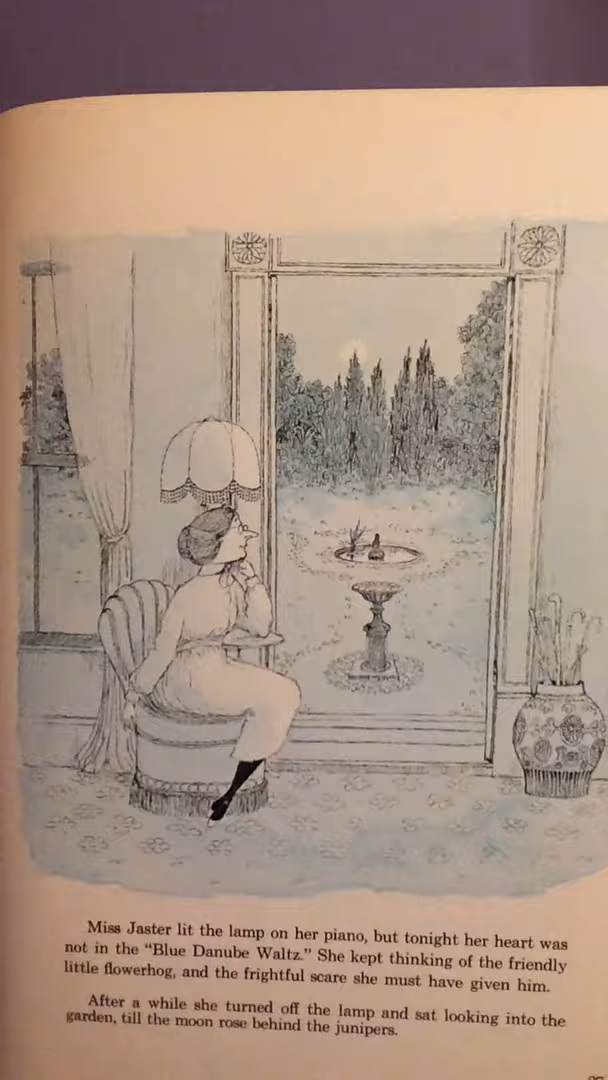 Miss Jaster lit the lamp on her piano, but tonight her heart was
not in the “Blue Danube Waltz.” She kept thinking of the friendly
little flowerhog, and the frightful scare she must have given him.
After a while she turned off the lamp and sat looking into the
garden, till the moon rose behind the junipers.